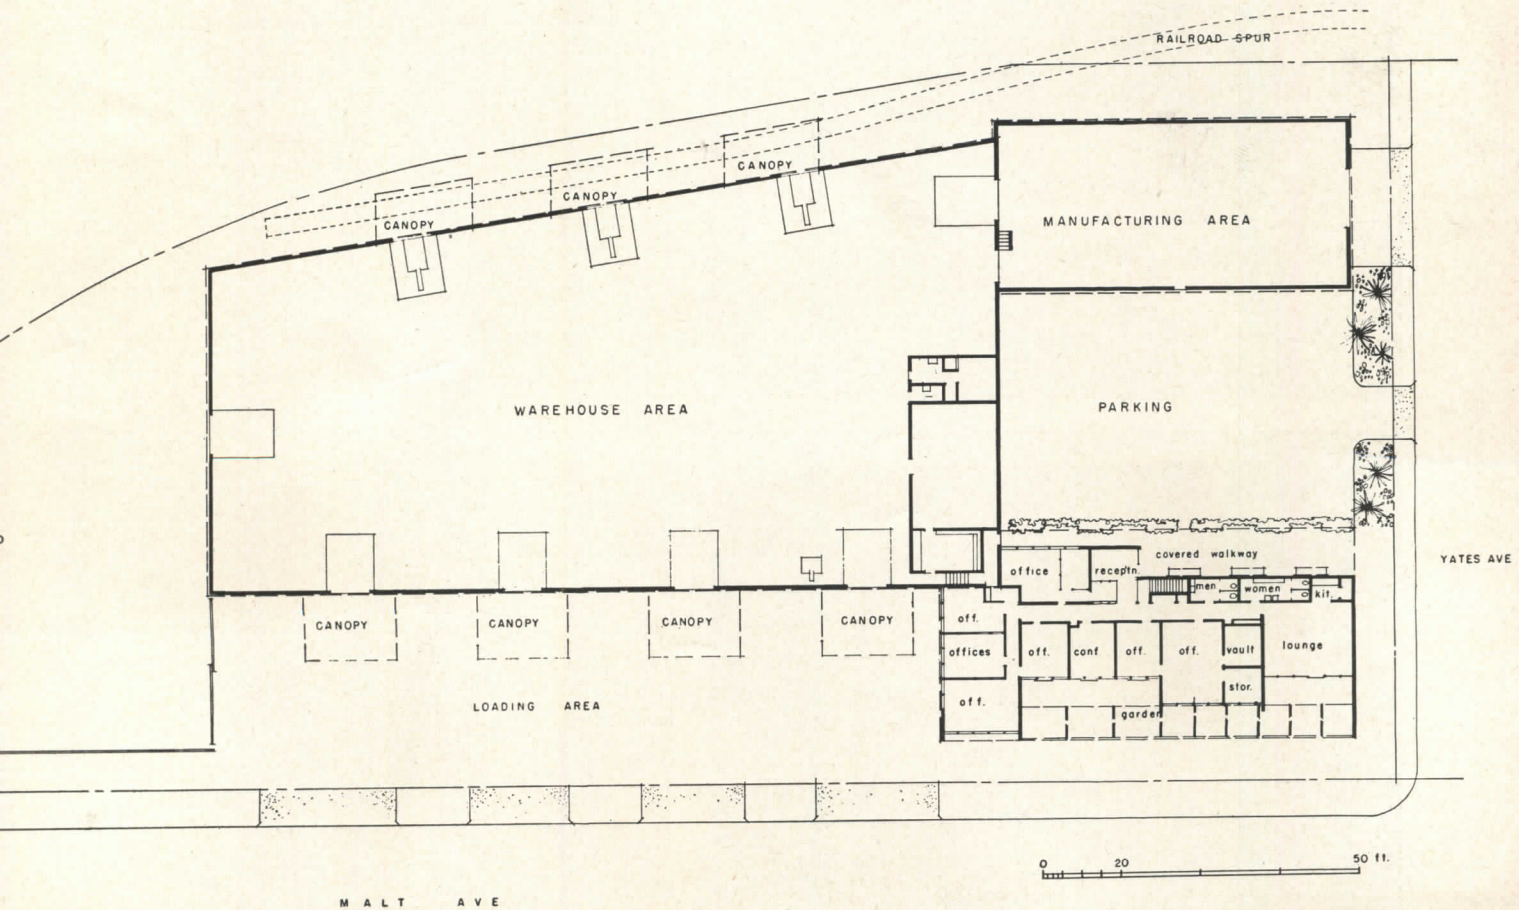 RAILROAD SPUR
CANOPY
CANOPY
CANOPY
MANUFACTURING AREA
WAREHOUSE AREA
PARKING
YATES AVE
covered walkway
office
recep'tn.
men
women
kit.
CANOPY
CANOPY
CANOPY
CANOPY
off.
offices
off.
off.
conf
off.
off.
vault
lounge
stor.
garden
LOADING AREA
0 20 50 ft.
MALT AVE